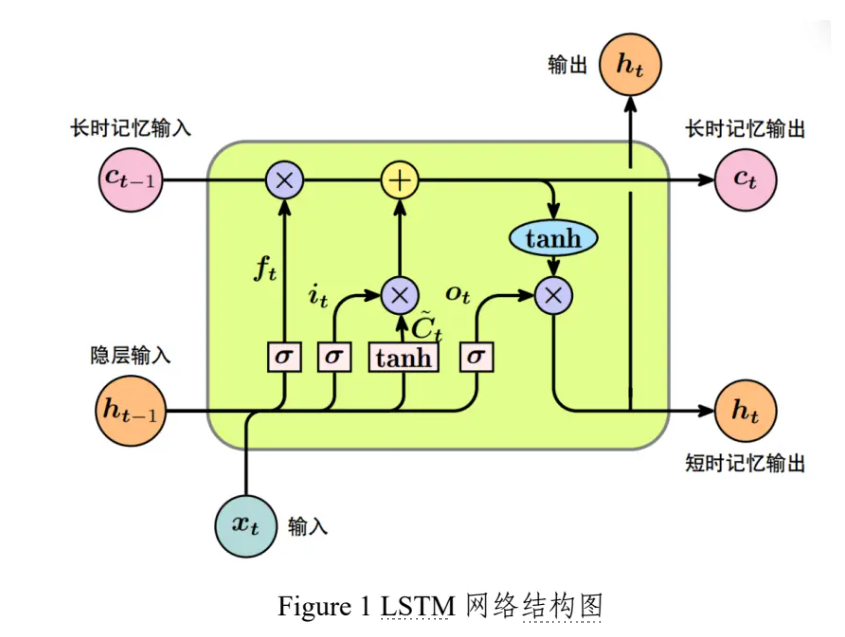 输出
h_t
长时记忆输入
长时记忆输出
c_{t-1}
×
+
c_t
tanh
f_t
i_t
×
o_t
×
C̃_t
隐层输入
σ
σ
tanh
σ
h_{t-1}
h_t
短时记忆输出
x_t
输入
Figure 1 LSTM 网络结构图